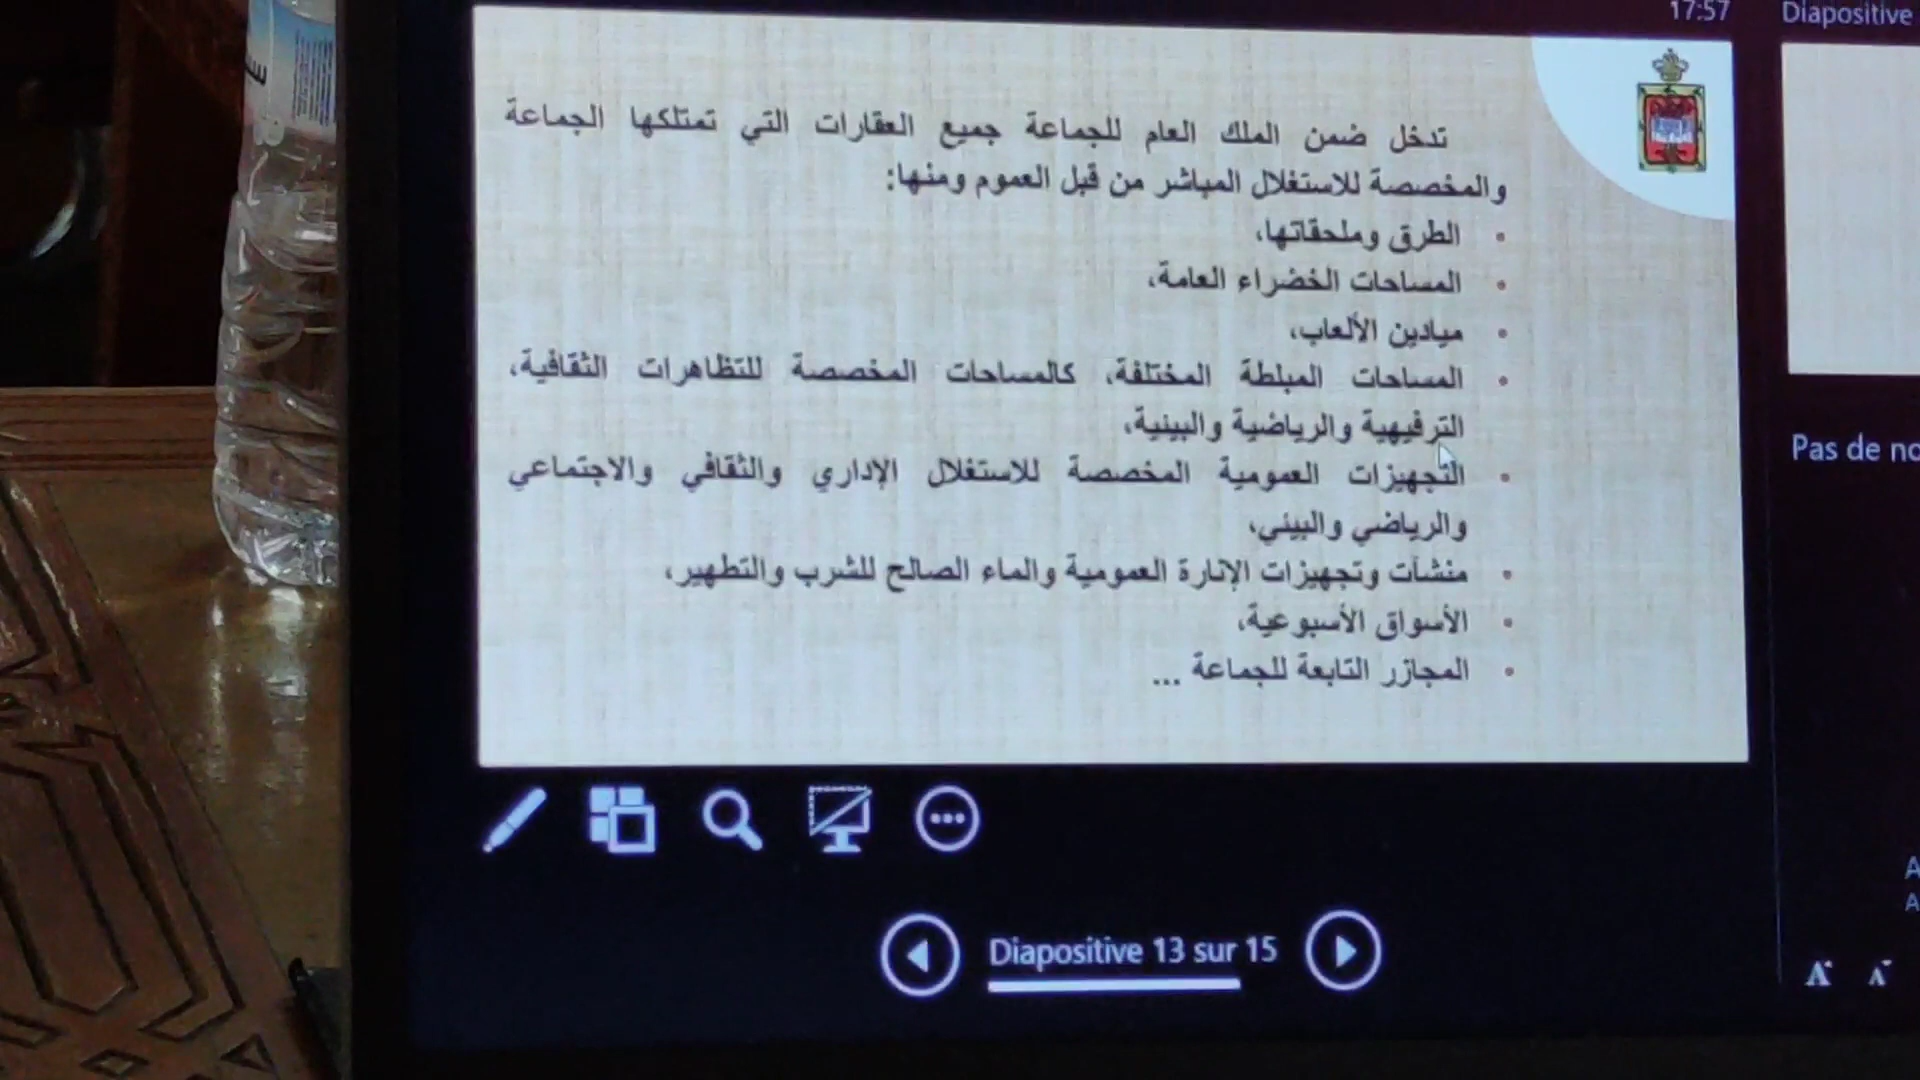 17:57
Diapositive
تدخل ضمن الملك العام للجماعة جميع العقارات التي تمتلكها الجماعة
والمخصصة للاستغلال المباشر من قبل العموم ومنها:
• الطرق وملحقاتها،
• المساحات الخضراء العامة،
• ميادين الألعاب،
• المساحات المبلطة المختلفة، كالمساحات المخصصة للتظاهرات الثقافية،
الترفيهية والرياضية والبينية،
• التجهيزات العمومية المخصصة للاستغلال الإداري والثقافي والاجتماعي
والرياضي والبيئي،
• منشآت وتجهيزات الإنارة العمومية والماء الصالح للشرب والتطهير،
• الأسواق الأسبوعية،
• المجازر التابعة للجماعة ...
Pas de no
Diapositive 13 sur 15
A A